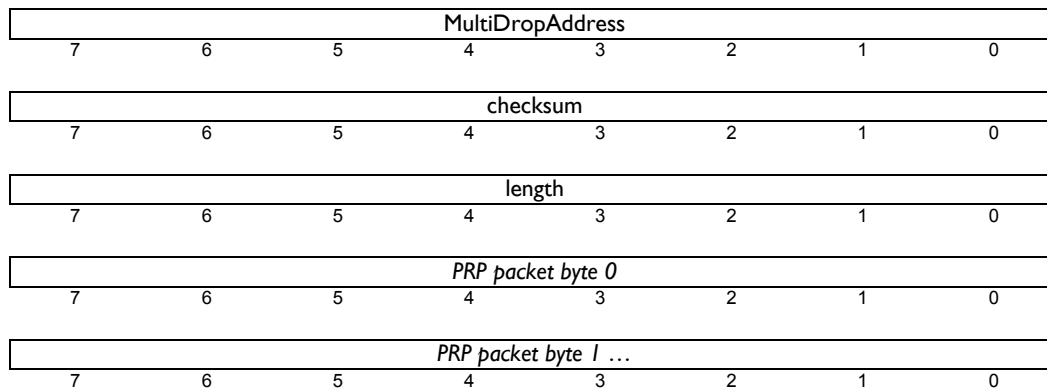 MultiDropAddress
7 6 5 4 3 2 1 0
checksum
7 6 5 4 3 2 1 0
length
7 6 5 4 3 2 1 0
PRP packet byte 0
7 6 5 4 3 2 1 0
PRP packet byte 1 …
7 6 5 4 3 2 1 0